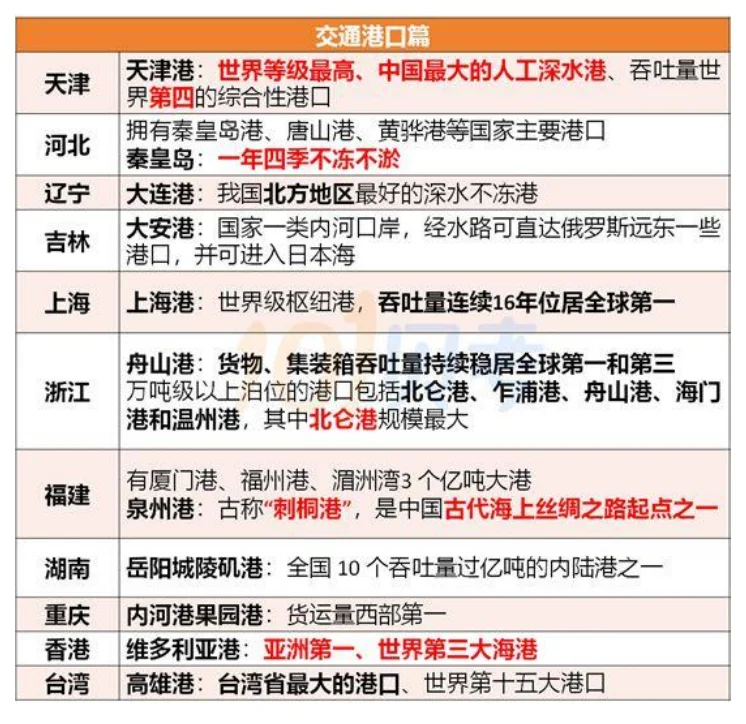 交通港口篇
天津
天津港：世界等级最高、中国最大的人工深水港、吞吐量世
界第四的综合性港口
河北
拥有秦皇岛港、唐山港、黄骅港等国家主要港口
秦皇岛：一年四季不冻不淤
辽宁
大连港：我国北方地区最好的深水不冻港
吉林
大安港：国家一类内河口岸，经水路可直达俄罗斯远东一些
港口，并可进入日本海
上海
上海港：世界级枢纽港，吞吐量连续16年位居全球第一
浙江
舟山港：货物、集装箱吞吐量持续稳居全球第一和第三
万吨级以上泊位的港口包括北仑港、乍浦港、舟山港、海门
港和温州港，其中北仑港规模最大
福建
有厦门港、福州港、湄洲湾3 个亿吨大港
泉州港：古称“刺桐港”，是中国古代海上丝绸之路起点之一
湖南
岳阳城陵矶港：全国 10 个吞吐量过亿吨的内陆港之一
重庆
内河港果园港：货运量西部第一
香港
维多利亚港：亚洲第一、世界第三大海港
台湾
高雄港：台湾省最大的港口、世界第十五大港口